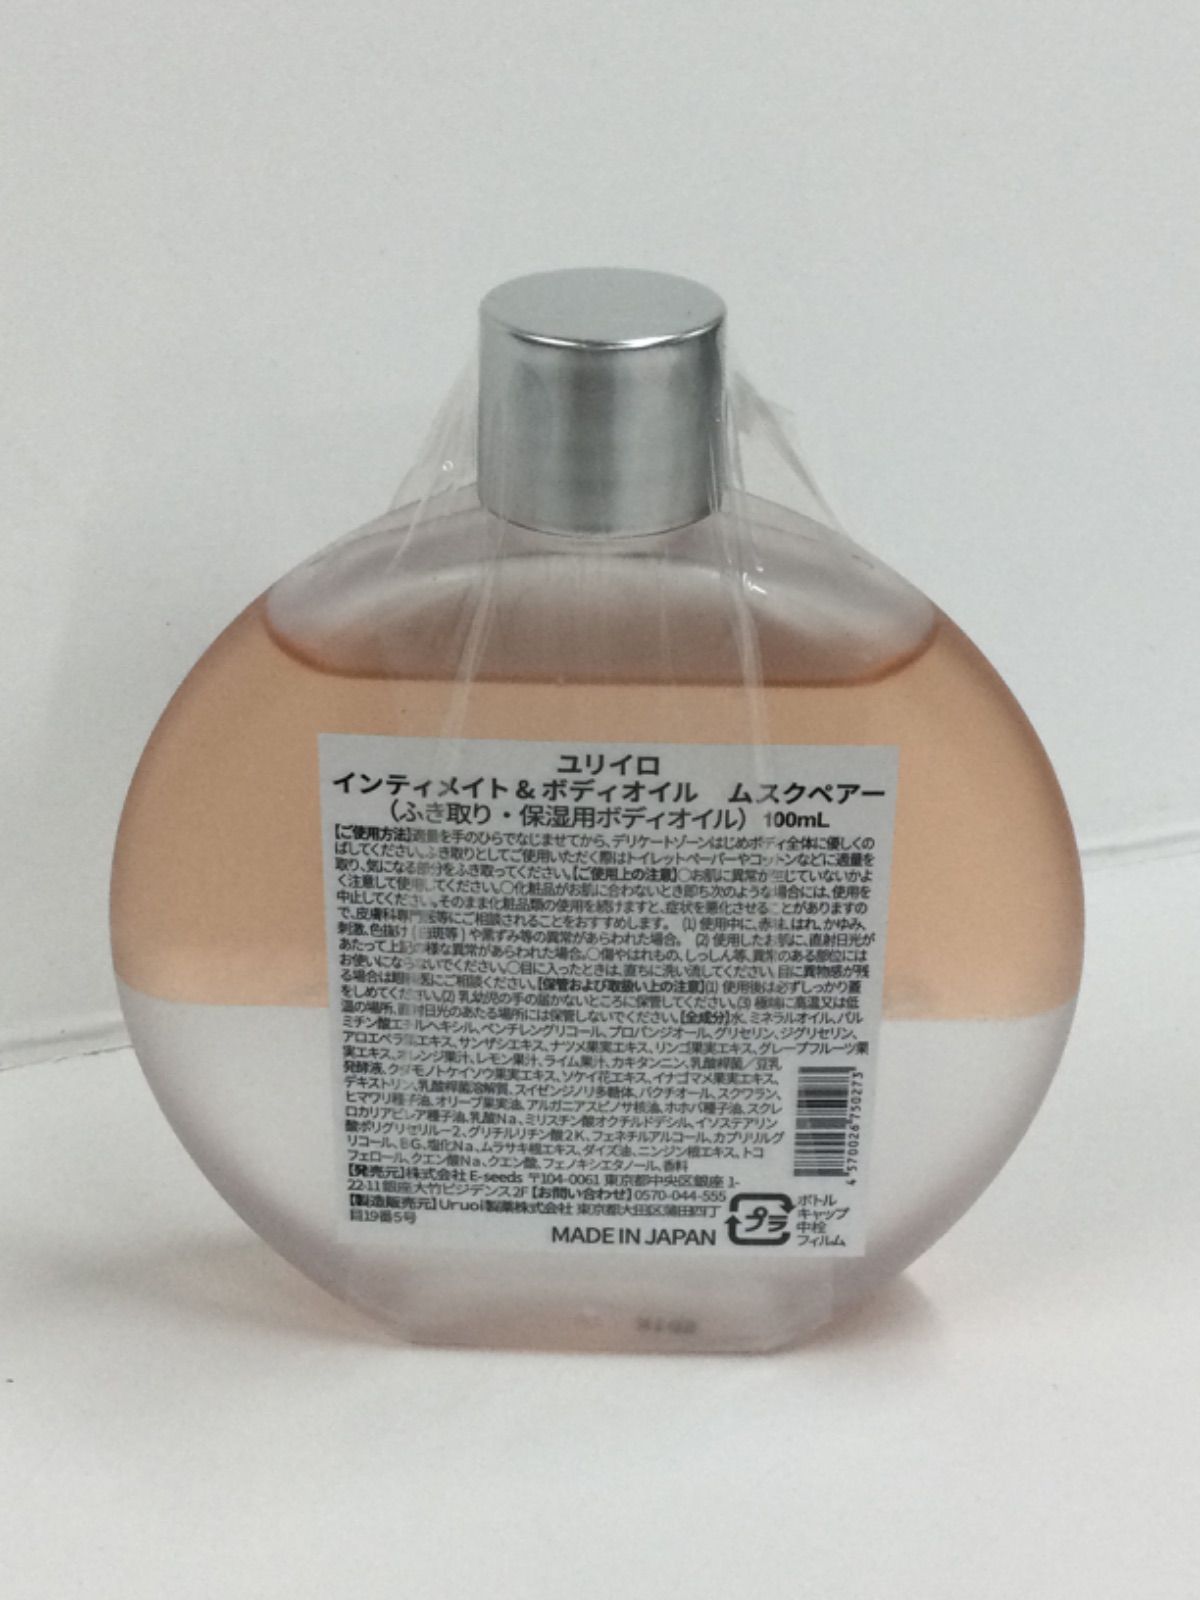 ユリイロ
インティメイト & ボディオイル　ムスクペアー
（ふき取り・保湿用ボディオイル）100mL
【ご使用方法】適量を手のひらでなじませてから、デリケートゾーンはじめボディ全体に優しくの
ばしてください。ふき取りとしてご使用いただく際はトイレットペーパーやコットンなどに適量を
取り、気になる部分をふき取ってください。【ご使用上の注意】○お肌に異常が生じていないかよ
く注意して使用してください。○化粧品がお肌に合わないとき即ち次のような場合には、使用を
中止してください。そのまま化粧品類の使用を続けますと、症状を悪化させることがありますの
で、皮膚科専門医等にご相談されることをおすすめします。 (1) 使用中に、赤味、はれ、かゆみ、
刺激、色抜け ( 白斑等 ) や黒ずみ等の異常があらわれた場合。 (2) 使用したお肌に、直射日光が
あたって上記の様な異常があらわれた場合。○傷やはれもの、しっしん等、異常のある部位には
お使いにならないでください。○目に入ったときは、直ちに洗い流してください。目に異物感が残
る場合は眼科医にご相談ください。【保管および取扱い上の注意】(1) 使用後は必ずしっかり蓋
をしめてください。(2) 乳幼児の手の届かないところに保管してください。(3) 極端に高温又は低
温の場所、直射日光のあたる場所には保管しないでください。【全成分】水、ミネラルオイル、パル
ミチン酸エチルヘキシル、ペンチレングリコール、プロパンジオール、グリセリン、ジグリセリン、
アロエベラ葉エキス、サンザシエキス、ナツメ果実エキス、リンゴ果実エキス、グレープフルーツ果
実エキス、オレンジ果汁、レモン果汁、ライム果汁、カキタンニン、乳酸桿菌／豆乳
発酵液、クダモノトケイソウ果実エキス、ソケイ花エキス、イナゴマメ果実エキス、
デキストリン、乳酸桿菌溶解質、スイゼンジノリ多糖体、バクチオール、スクワラン、
ヒマワリ種子油、オリーブ果実油、アルガニアスピノサ核油、ホホバ種子油、スクレ
ロカリアビレア種子油、乳酸Na、ミリスチン酸オクチルドデシル、イソステアリン
酸ポリグリセリル－2、グリチルリチン酸2K、フェネチルアルコール、カプリリルグ
リコール、BG、塩化Na、ムラサキ根エキス、ダイズ油、ニンジン根エキス、トコ
フェロール、クエン酸Na、クエン酸、フェノキシエタノール、香料
【発売元】株式会社 E-seeds 〒104-0061 東京都中央区銀座 1-
22-11 銀座大竹ビジデンス 2F 【お問い合わせ】 0570-044-555
【製造販売元】Uruoi製薬株式会社 東京都大田区蒲田四丁
目19番5号
MADE IN JAPAN
プラ
ボトル
キャップ
中栓
フィルム
4 570026 750273